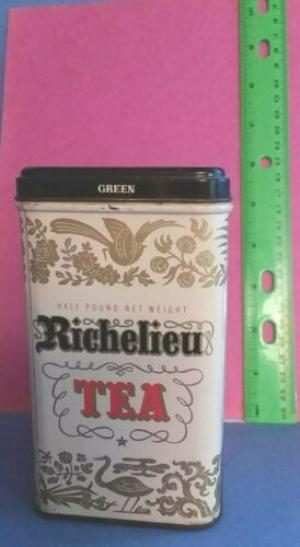 GREEN
HALF POUND NET WEIGHT
Richelieu
TEA